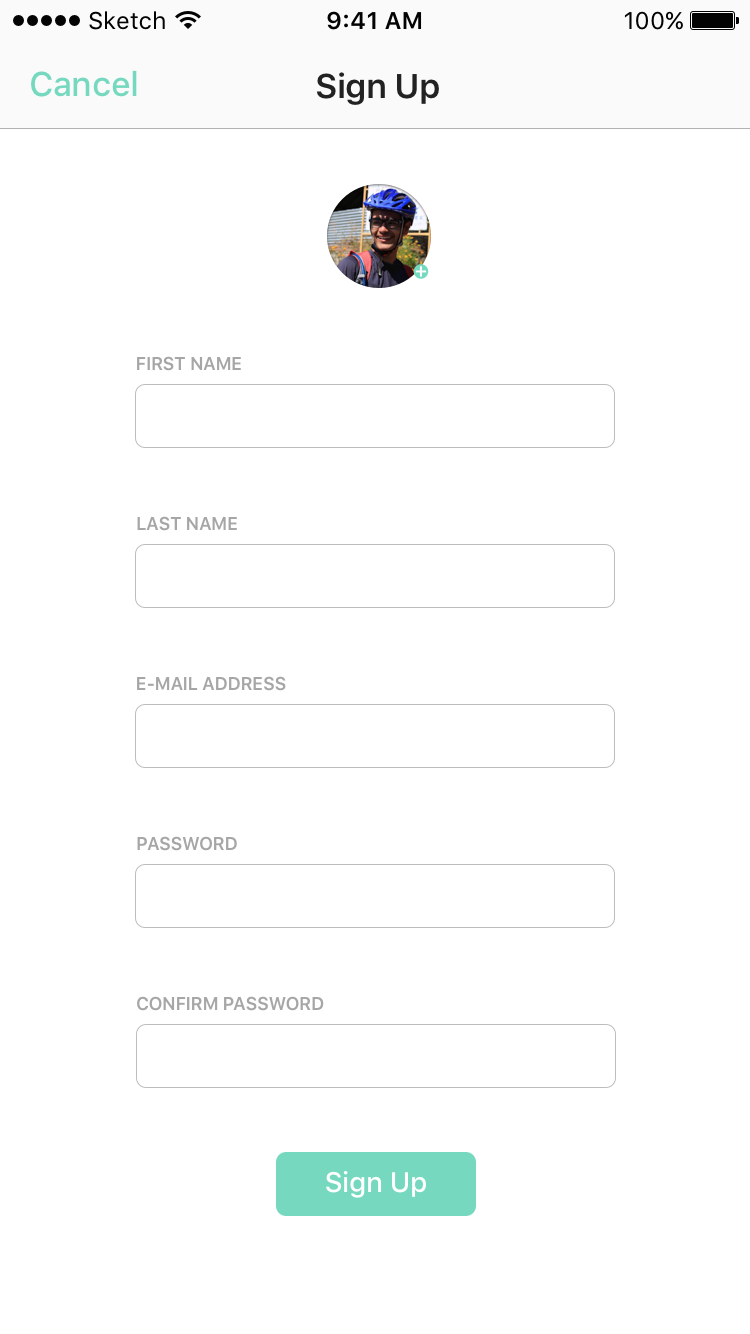 Sketch 9:41 AM 100%
Cancel Sign Up
FIRST NAME
LAST NAME
E-MAIL ADDRESS
PASSWORD
CONFIRM PASSWORD
Sign Up